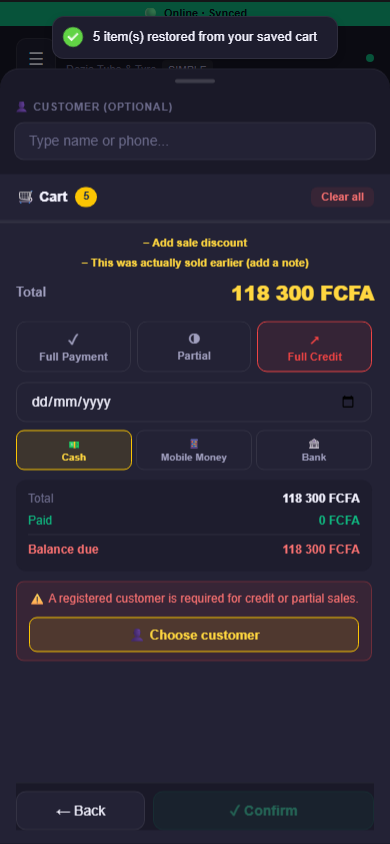 Online · Synced
5 item(s) restored from your saved cart
SIMPLE
CUSTOMER (OPTIONAL)
Type name or phone...
Cart 5
Clear all
– Add sale discount
– This was actually sold earlier (add a note)
Total
118 300 FCFA
✓
Full Payment
Partial
↗
Full Credit
dd/mm/yyyy
Cash
Mobile Money
Bank
Total 118 300 FCFA
Paid 0 FCFA
Balance due 118 300 FCFA
⚠ A registered customer is required for credit or partial sales.
Choose customer
← Back
✓ Confirm